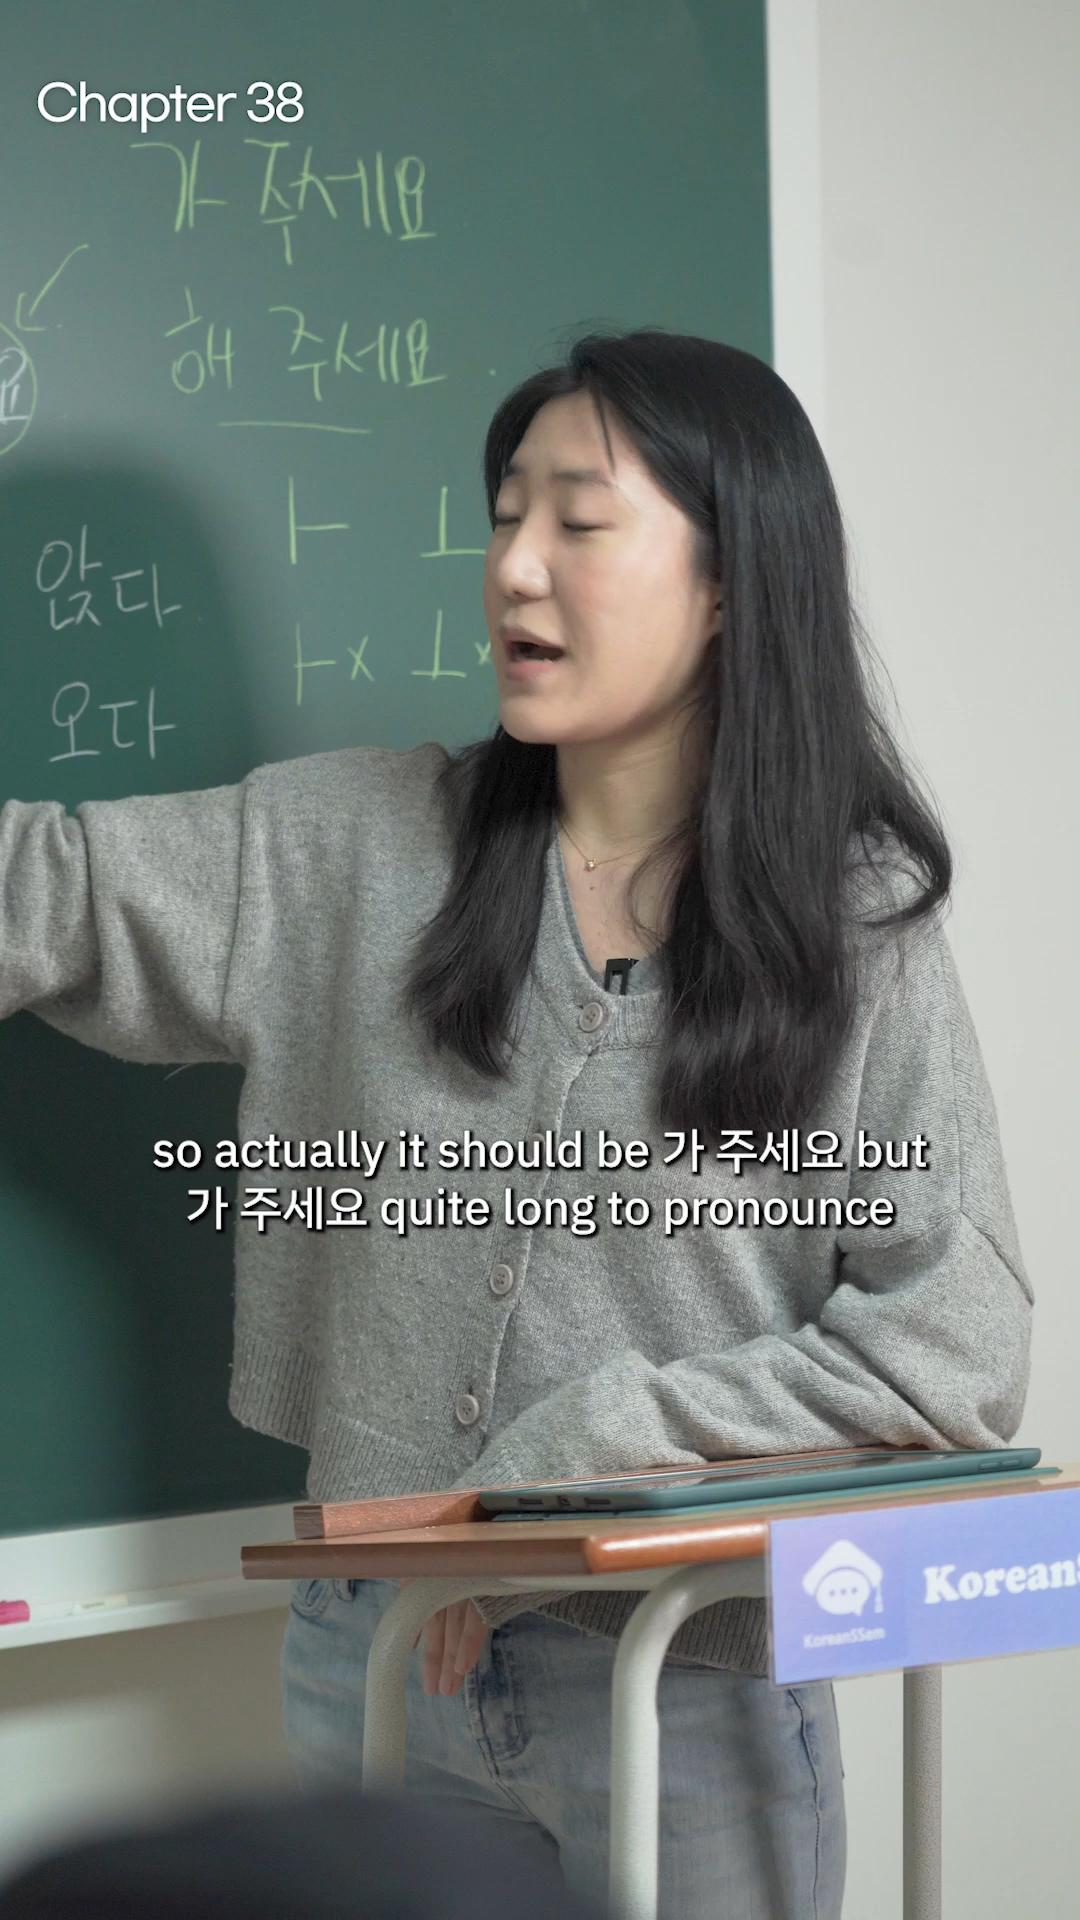 Chapter 38
가 주세요
해 주세요.
ㅏ ㅗ
앉다
ㅏx ㅗx
오다
so actually it should be 가 주세요 but
가 주세요 quite long to pronounce
Korean
KoreanSSem